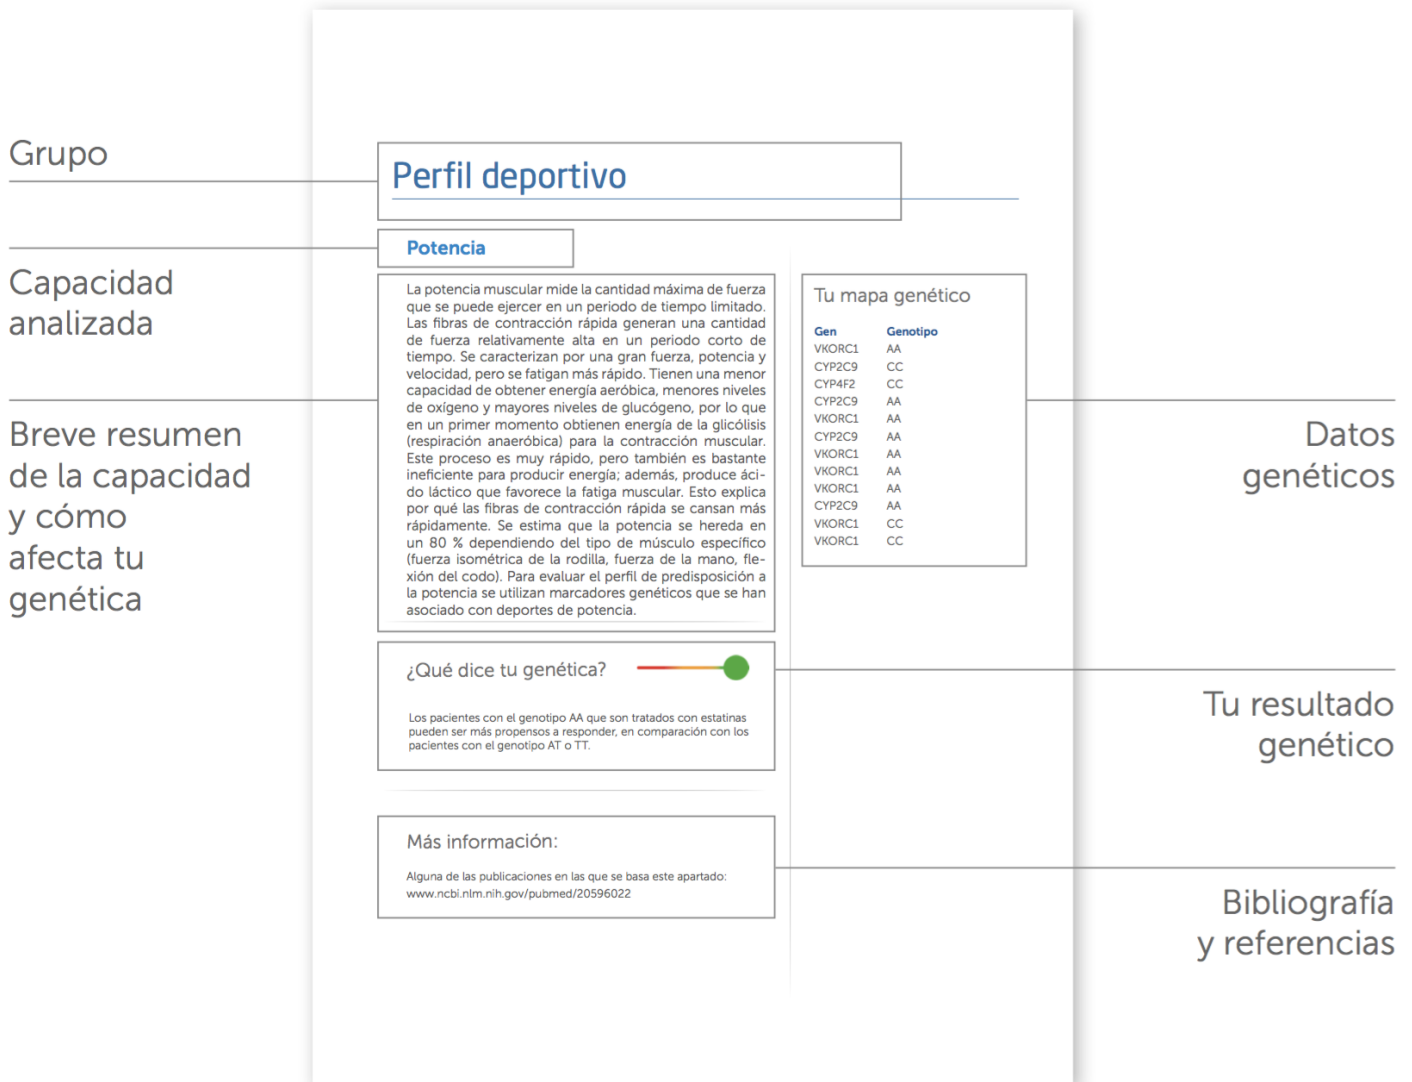 Grupo
Perfil deportivo
Capacidad
analizada
Potencia
Breve resumen
de la capacidad
y cómo
afecta tu
genética
La potencia muscular mide la cantidad máxima de fuerza
que se puede ejercer en un periodo de tiempo limitado.
Las fibras de contracción rápida generan una cantidad
de fuerza relativamente alta en un periodo corto de
tiempo. Se caracterizan por una gran fuerza, potencia y
velocidad, pero se fatigan más rápido. Tienen una menor
capacidad de obtener energía aeróbica, menores niveles
de oxígeno y mayores niveles de glucógeno, por lo que
en un primer momento obtienen energía de la glicólisis
(respiración anaeróbica) para la contracción muscular.
Este proceso es muy rápido, pero también es bastante
ineficiente para producir energía; además, produce áci-
do láctico que favorece la fatiga muscular. Esto explica
por qué las fibras de contracción rápida se cansan más
rápidamente. Se estima que la potencia se hereda en
un 80 % dependiendo del tipo de músculo específico
(fuerza isométrica de la rodilla, fuerza de la mano, fle-
xión del codo). Para evaluar el perfil de predisposición a
la potencia se utilizan marcadores genéticos que se han
asociado con deportes de potencia.
Tu mapa genético
Gen Genotipo
VKORC1 AA
CYP2C9 CC
CYP4F2 CC
CYP2C9 AA
VKORC1 AA
CYP2C9 AA
VKORC1 AA
VKORC1 AA
VKORC1 AA
CYP2C9 AA
VKORC1 CC
VKORC1 CC
Datos
genéticos
¿Qué dice tu genética?
Los pacientes con el genotipo AA que son tratados con estatinas
pueden ser más propensos a responder, en comparación con los
pacientes con el genotipo AT o TT.
Tu resultado
genético
Más información:
Alguna de las publicaciones en las que se basa este apartado:
www.ncbi.nlm.nih.gov/pubmed/20596022
Bibliografía
y referencias